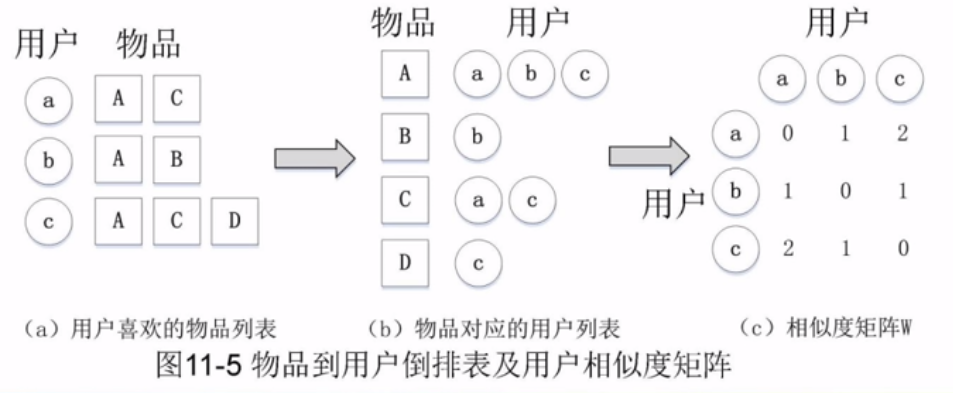 用户 物品
a A C
b A B
c A C D
(a)用户喜欢的物品列表
物品 用户
A a b c
B b
C a c
D c
(b)物品对应的用户列表
用户
a b c
用户
a 0 1 2
b 1 0 1
c 2 1 0
(c)相似度矩阵W
图11-5 物品到用户倒排表及用户相似度矩阵